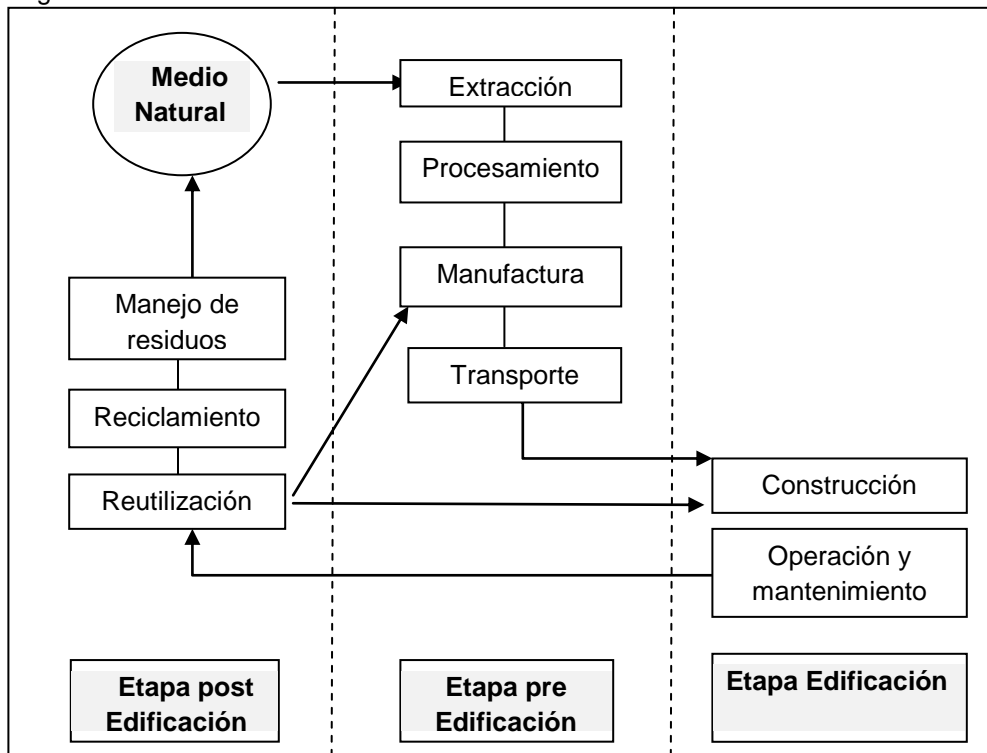 Medio
Natural
Extracción
Procesamiento
Manufactura
Transporte
Manejo de
residuos
Reciclamiento
Reutilización
Construcción
Operación y
mantenimiento
Etapa post
Edificación
Etapa pre
Edificación
Etapa Edificación